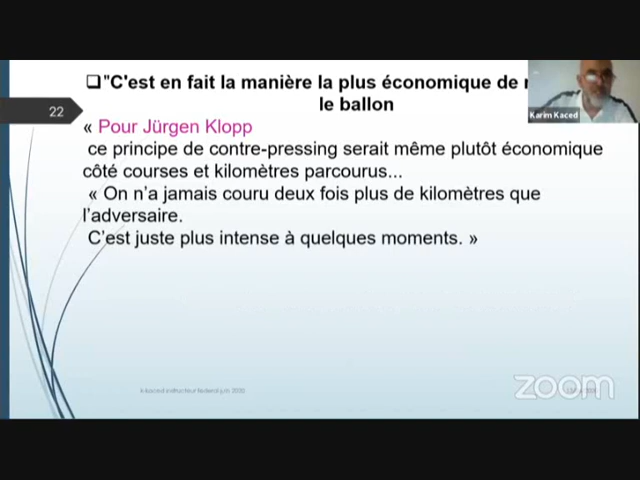 ❑"C'est en fait la manière la plus économique de
le ballon
Karim Kaced
22
« Pour Jürgen Klopp
ce principe de contre-pressing serait même plutôt économique
côté courses et kilomètres parcourus...
« On n'a jamais couru deux fois plus de kilomètres que
l'adversaire.
C'est juste plus intense à quelques moments. »
zoom